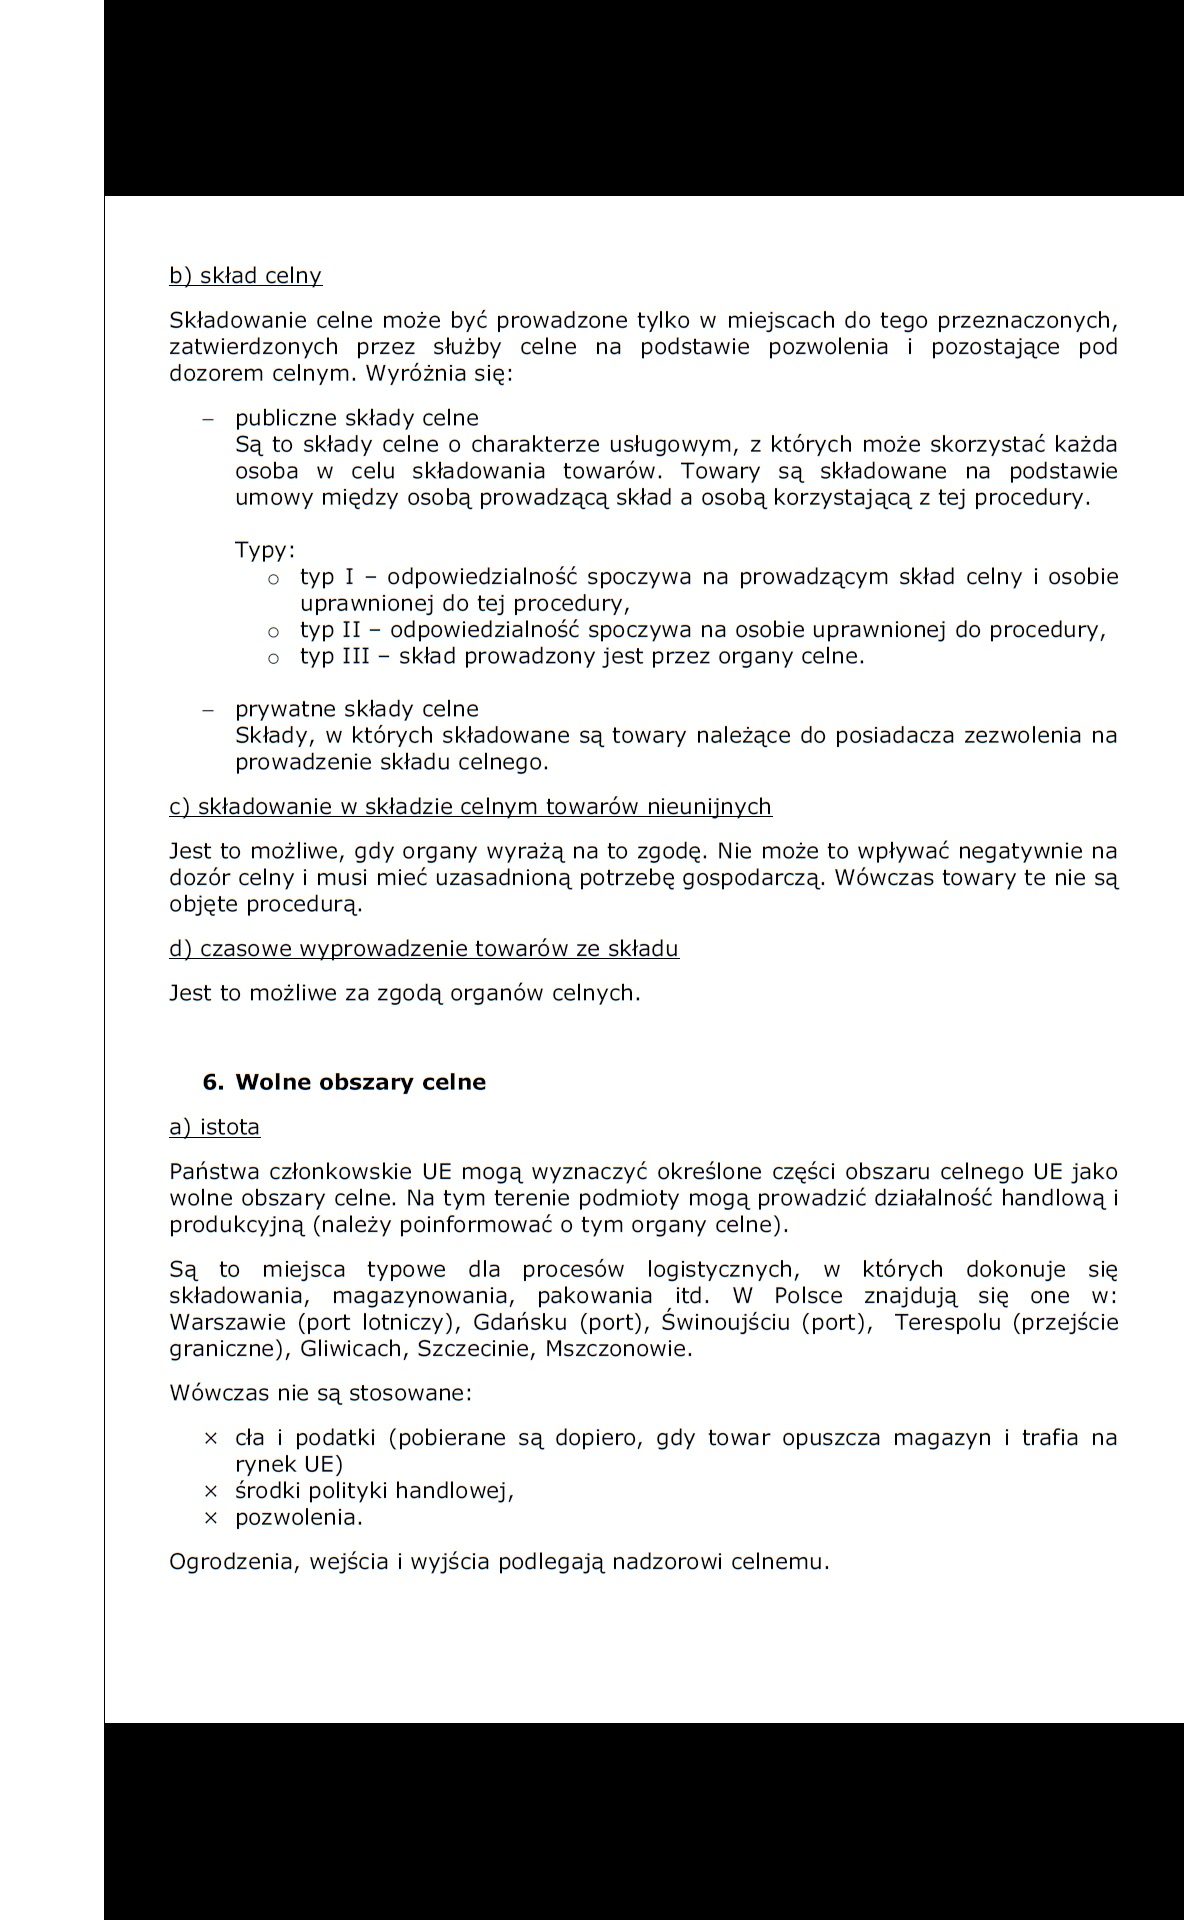 b) skład celny
Składowanie celne może być prowadzone tylko w miejscach do tego przeznaczonych,
zatwierdzonych przez służby celne na podstawie pozwolenia i pozostające pod
dozorem celnym. Wyróżnia się:
– publiczne składy celne
Są to składy celne o charakterze usługowym, z których może skorzystać każda
osoba w celu składowania towarów. Towary są składowane na podstawie
umowy między osobą prowadzącą skład a osobą korzystającą z tej procedury.
Typy:
o typ I – odpowiedzialność spoczywa na prowadzącym skład celny i osobie
uprawnionej do tej procedury,
o typ II – odpowiedzialność spoczywa na osobie uprawnionej do procedury,
o typ III – skład prowadzony jest przez organy celne.
– prywatne składy celne
Składy, w których składowane są towary należące do posiadacza zezwolenia na
prowadzenie składu celnego.
c) składowanie w składzie celnym towarów nieunijnych
Jest to możliwe, gdy organy wyrażą na to zgodę. Nie może to wpływać negatywnie na
dozór celny i musi mieć uzasadnioną potrzebę gospodarczą. Wówczas towary te nie są
objęte procedurą.
d) czasowe wyprowadzenie towarów ze składu
Jest to możliwe za zgodą organów celnych.
6. Wolne obszary celne
a) istota
Państwa członkowskie UE mogą wyznaczyć określone części obszaru celnego UE jako
wolne obszary celne. Na tym terenie podmioty mogą prowadzić działalność handlową i
produkcyjną (należy poinformować o tym organy celne).
Są to miejsca typowe dla procesów logistycznych, w których dokonuje się
składowania, magazynowania, pakowania itd. W Polsce znajdują się one w:
Warszawie (port lotniczy), Gdańsku (port), Świnoujściu (port), Terespolu (przejście
graniczne), Gliwicach, Szczecinie, Mszczonowie.
Wówczas nie są stosowane:
× cła i podatki (pobierane są dopiero, gdy towar opuszcza magazyn i trafia na
rynek UE)
× środki polityki handlowej,
× pozwolenia.
Ogrodzenia, wejścia i wyjścia podlegają nadzorowi celnemu.